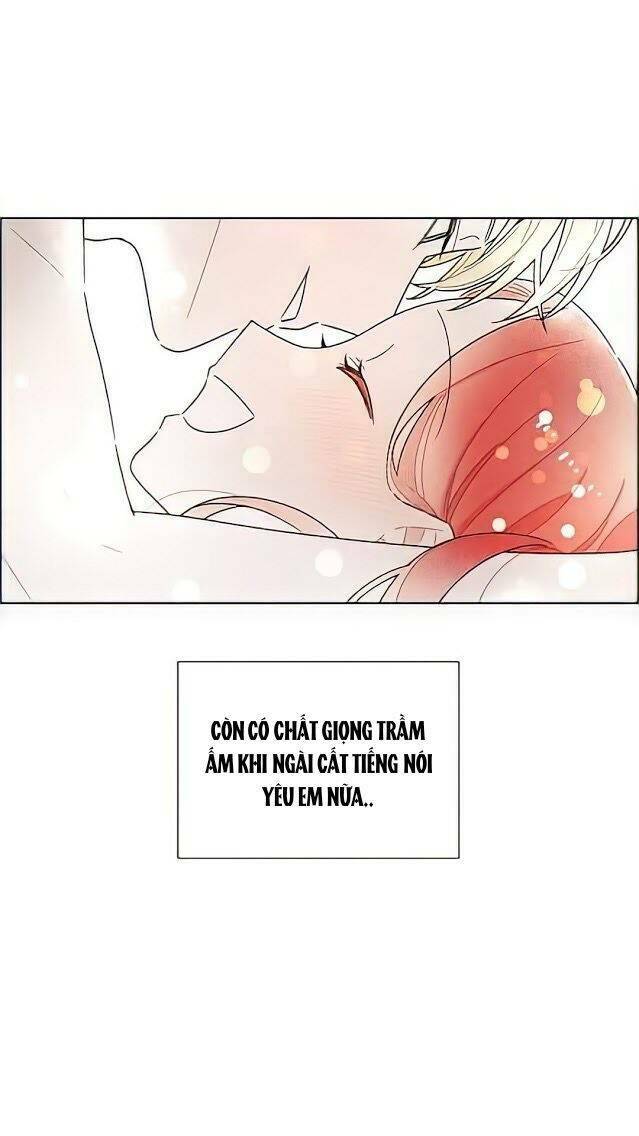 CÒN CÓ CHẤT GIỌNG TRẦM
ẤM KHI NGÀI CẤT TIẾNG NÓI
YÊU EM NỮA..